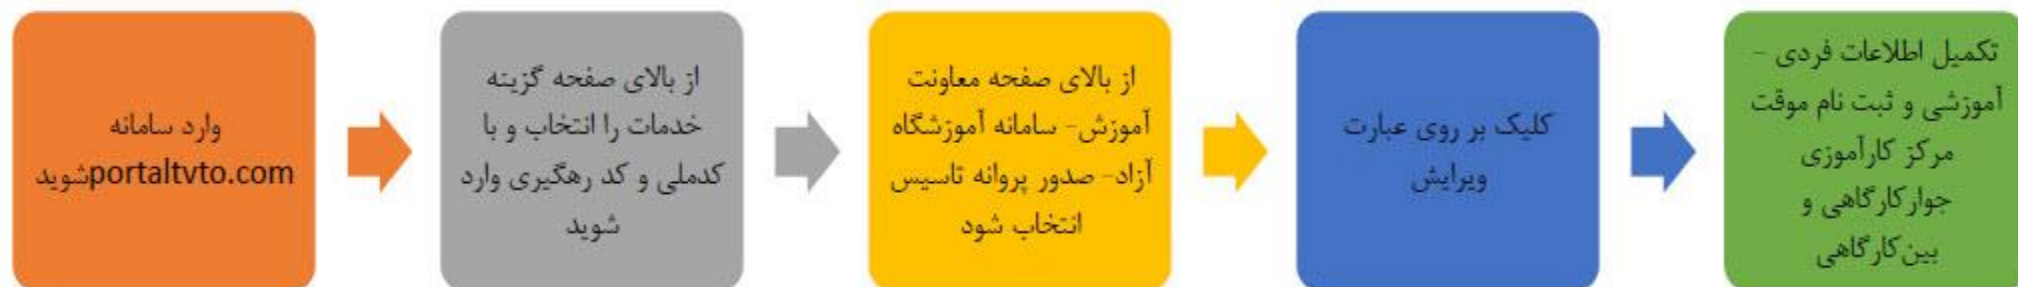 وارد سامانه
portaltvto.comشوید
از بالای صفحه گزینه
خدمات را انتخاب و با
کدملی و کد رهگیری وارد
شوید
از بالای صفحه معاونت
آموزش- سامانه آموزشگاه
آزاد- صدور پروانه تاسیس
انتخاب شود
کلیک بر روی عبارت
ویرایش
تکمیل اطلاعات فردی -
آموزشی و ثبت نام موقت
مرکز کارآموزی
جوارکارگاهی و
بین‌کارگاهی